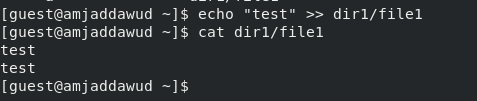 [guest@amjaddawud ~]$ echo "test" >> dir1/file1
[guest@amjaddawud ~]$ cat dir1/file1
test
test
[guest@amjaddawud ~]$